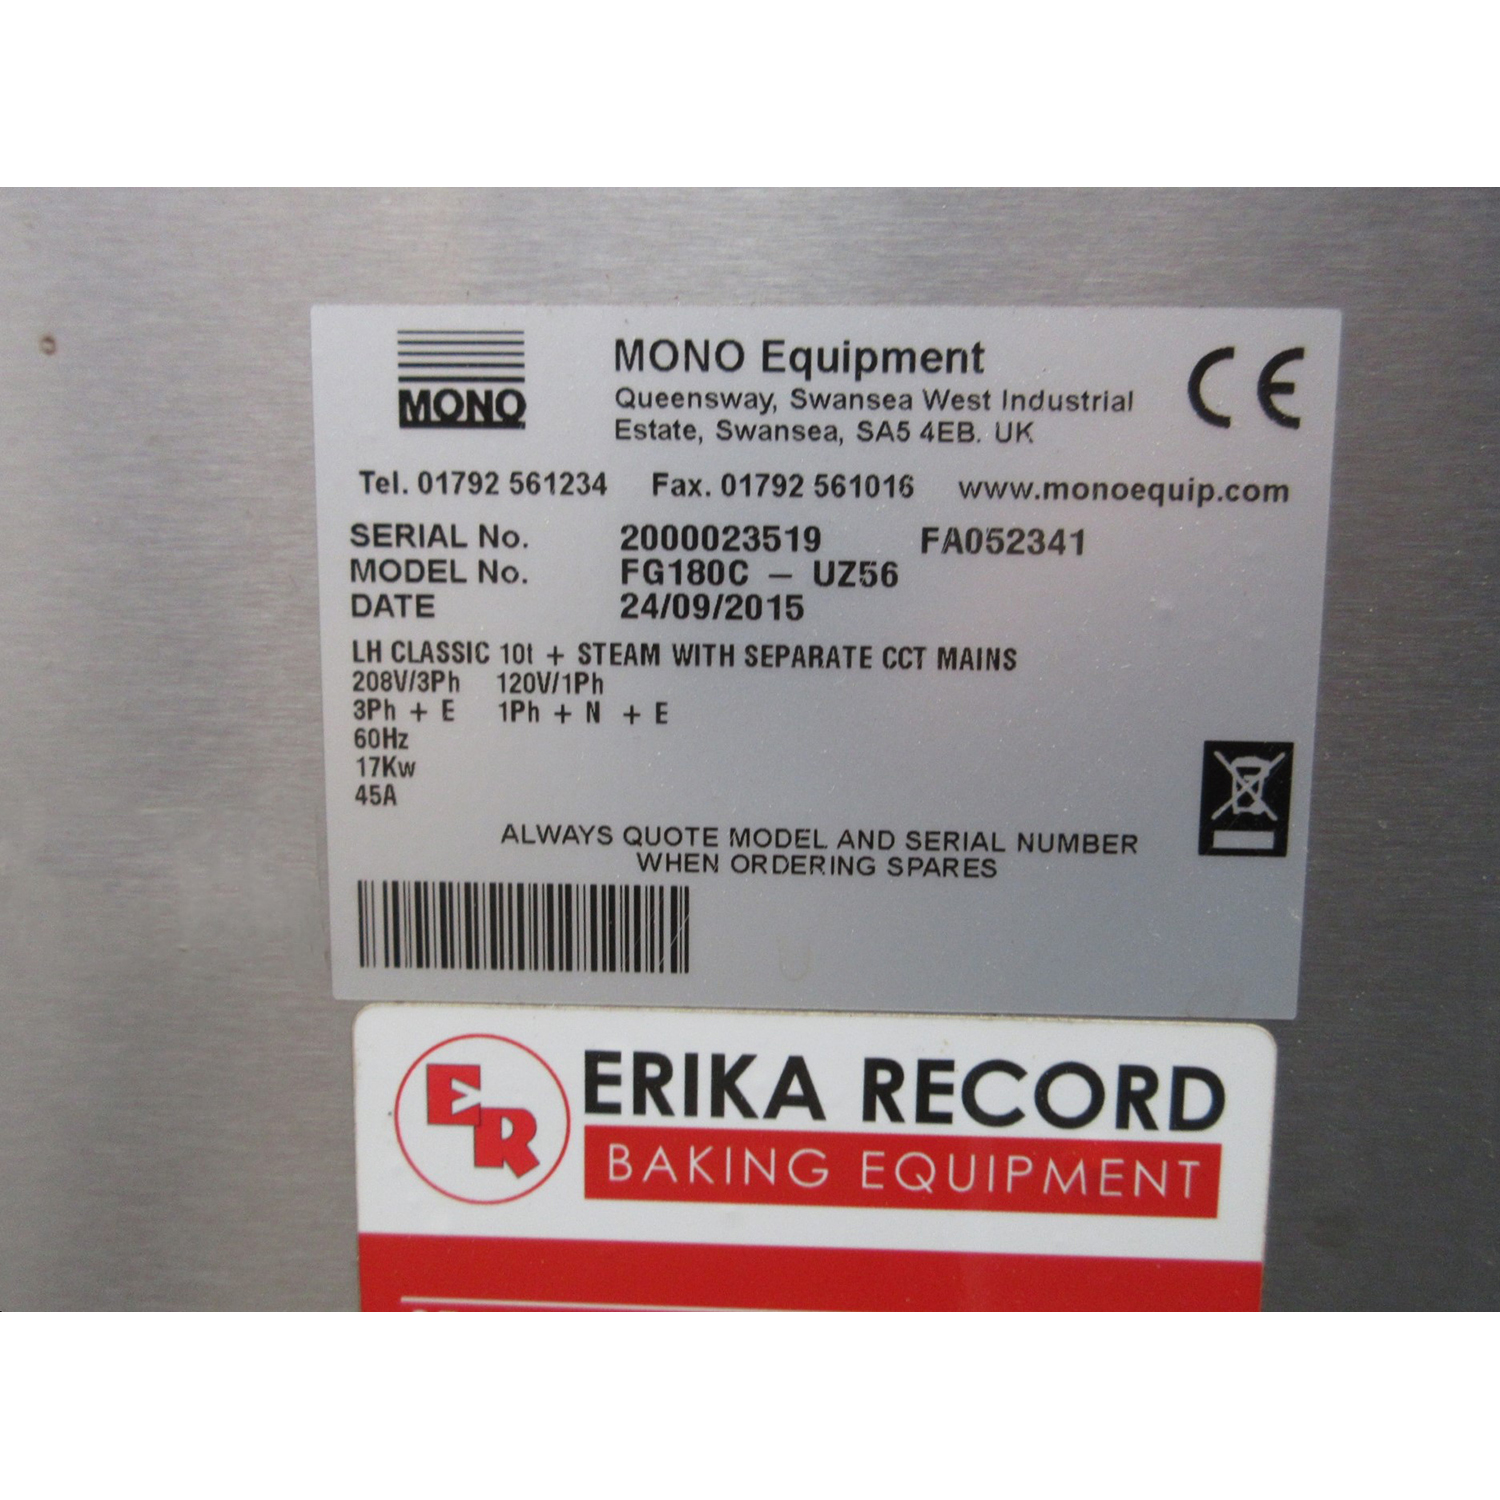 MONO
MONO Equipment
Queensway, Swansea West Industrial
Estate, Swansea, SA5 4EB. UK
CE
Tel. 01792 561234 Fax. 01792 561016 www.monoequip.com
SERIAL No. 2000023519 FA052341
MODEL No. FG180C – UZ56
DATE 24/09/2015
LH CLASSIC 10t + STEAM WITH SEPARATE CCT MAINS
208V/3Ph 120V/1Ph
3Ph + E 1Ph + N + E
60Hz
17Kw
45A
ALWAYS QUOTE MODEL AND SERIAL NUMBER
WHEN ORDERING SPARES
ER
ERIKA RECORD
BAKING EQUIPMENT